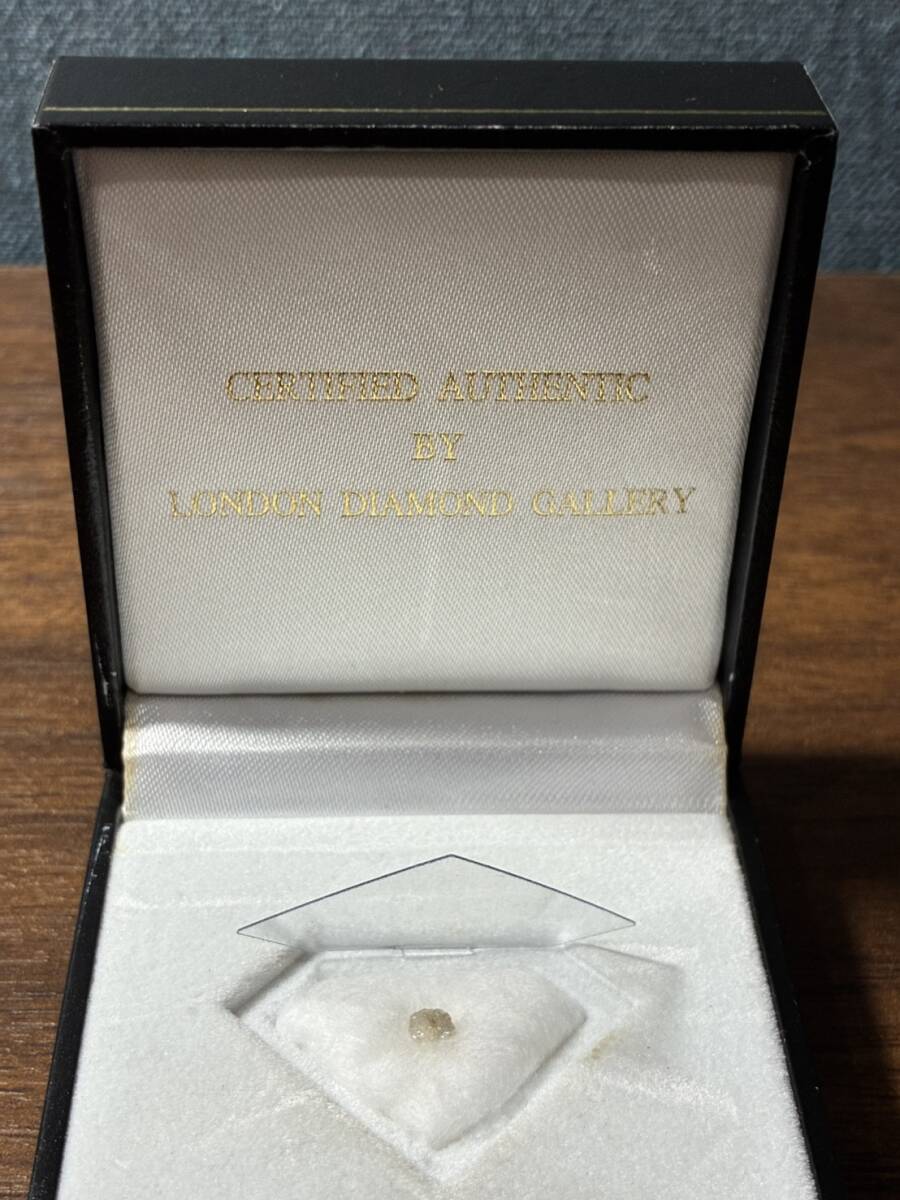 CERTIFIED AUTHENTIC
BY
LONDON DIAMOND GALLERY